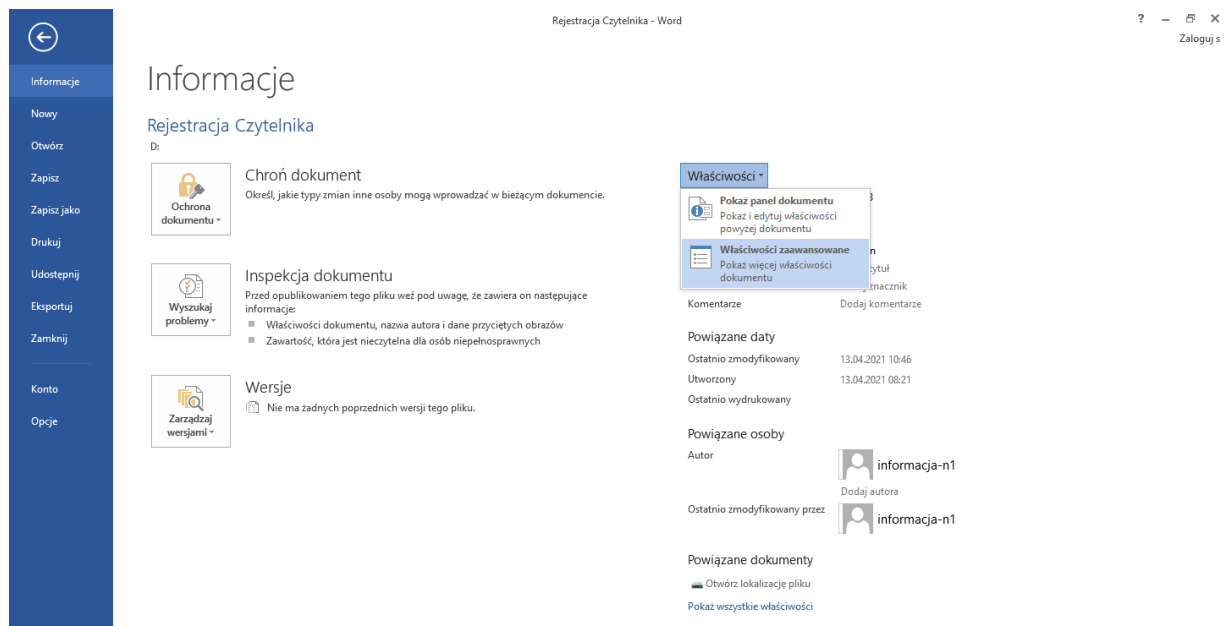 Rejestracja Czytelnika - Word
?
Zaloguj s
Informacje
Nowy
Otwórz
Zapisz
Zapisz jako
Drukuj
Udostępnij
Eksportuj
Zamknij
Konto
Opcje
Informacje
Rejestracja Czytelnika
D:
Ochrona
dokumentu
Chroń dokument
Określ, jakie typy zmian inne osoby mogą wprowadzać w bieżącym dokumencie.
Wyszukaj
problemy
Inspekcja dokumentu
Przed opublikowaniem tego pliku weź pod uwagę, że zawiera on następujące
informacje:
Właściwości dokumentu, nazwa autora i dane przyciętych obrazów
Zawartość, która jest nieczytelna dla osób niepełnosprawnych
Zarządzaj
wersjami
Wersje
Nie ma żadnych poprzednich wersji tego pliku.
Właściwości
Pokaż panel dokumentu
Pokaż i edytuj właściwości
powyżej dokumentu
Właściwości zaawansowane
Pokaż więcej właściwości
dokumentu
Komentarze Dodaj komentarze
Powiązane daty
Ostatnio zmodyfikowany 13.04.2021 10:46
Utworzony 13.04.2021 08:21
Ostatnio wydrukowany
Powiązane osoby
Autor informacja-n1
Dodaj autora
Ostatnio zmodyfikowany przez informacja-n1
Powiązane dokumenty
Otwórz lokalizację pliku
Pokaż wszystkie właściwości